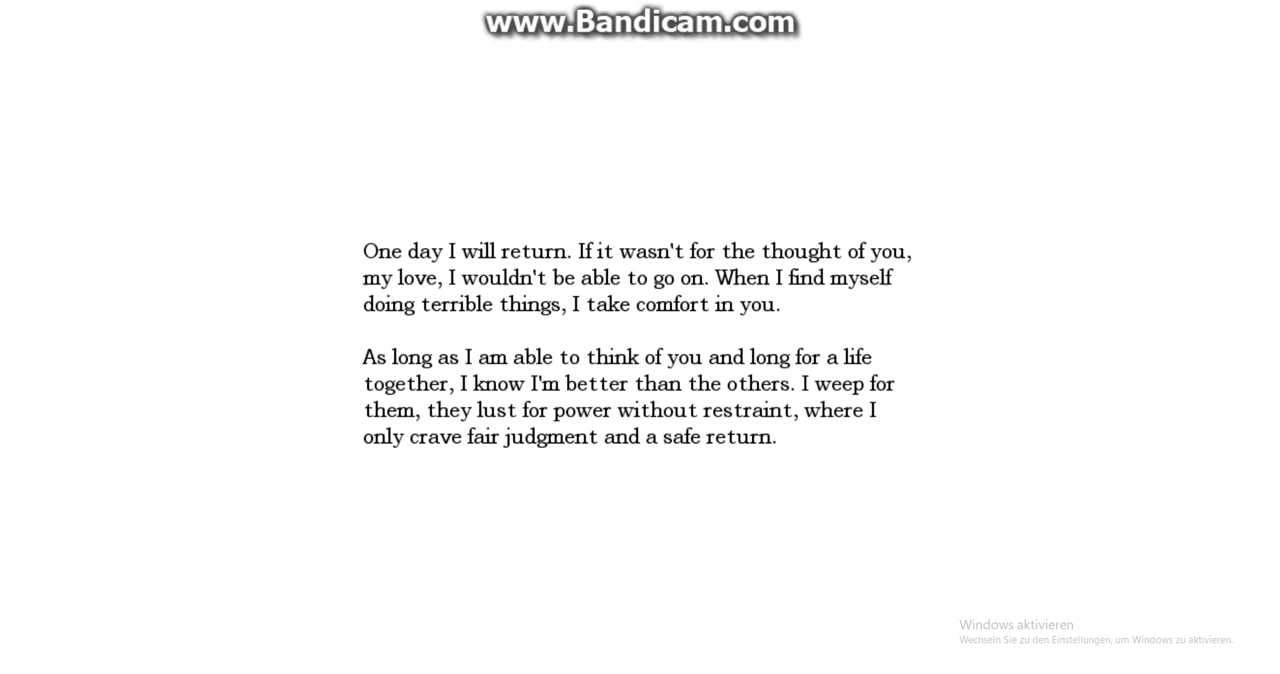 www.Bandicam.com
One day I will return. If it wasn't for the thought of you,
my love, I wouldn't be able to go on. When I find myself
doing terrible things, I take comfort in you.
As long as I am able to think of you and long for a life
together, I know I'm better than the others. I weep for
them, they lust for power without restraint, where I
only crave fair judgment and a safe return.
Windows aktivieren
Wechseln Sie zu den Einstellungen, um Windows zu aktivieren.